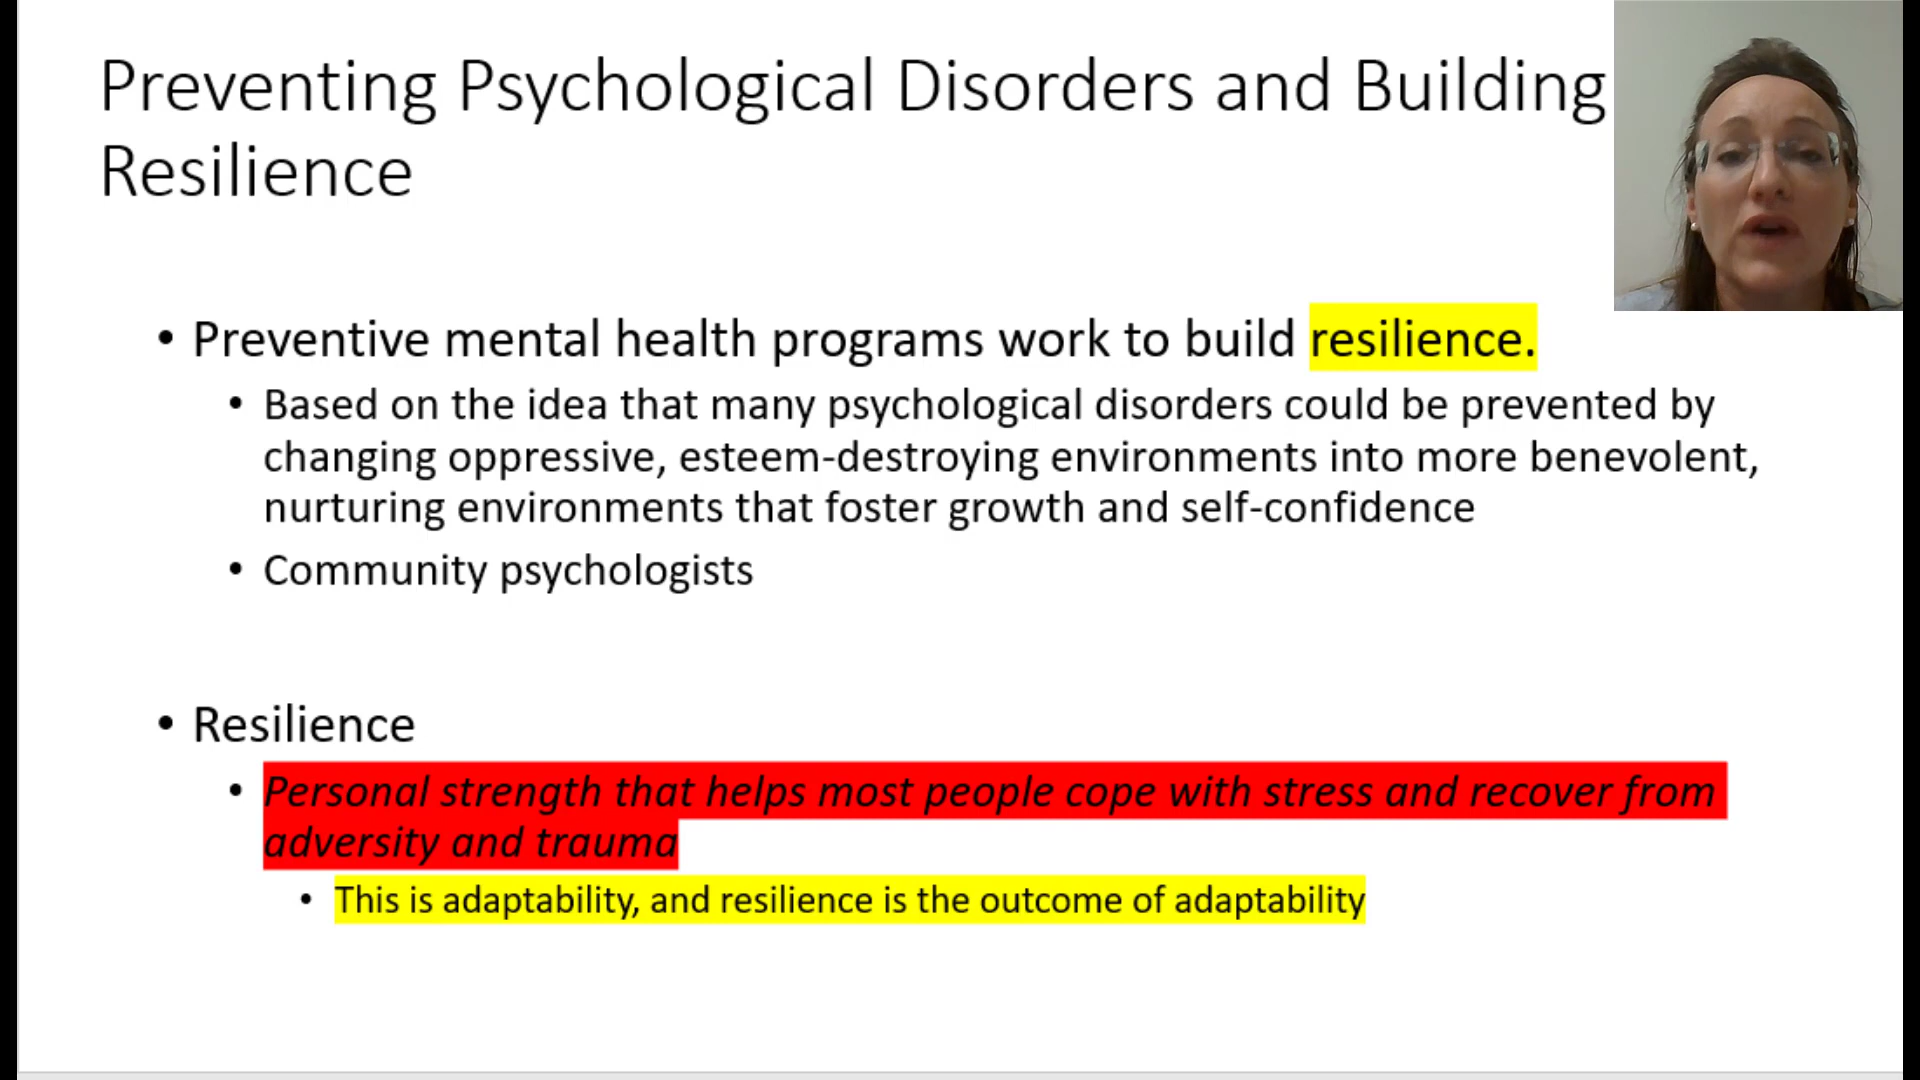 Preventing Psychological Disorders and Building
Resilience
• Preventive mental health programs work to build resilience.
• Based on the idea that many psychological disorders could be prevented by
changing oppressive, esteem-destroying environments into more benevolent,
nurturing environments that foster growth and self-confidence
• Community psychologists
• Resilience
• Personal strength that helps most people cope with stress and recover from
adversity and trauma
• This is adaptability, and resilience is the outcome of adaptability